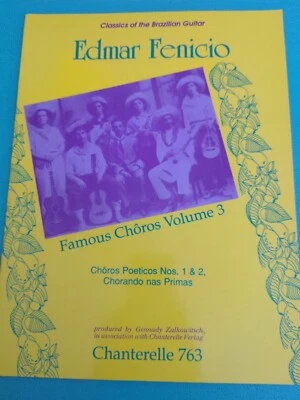 Classics of the Brazilian Guitar
Edmar Fenicio
Famous Chôros Volume 3
Chôros Poeticos Nos. 1 & 2,
Chorando nas Primas
produced by Gennady Zalkowitsch,
in association with Chanterelle Verlag
Chanterelle 763